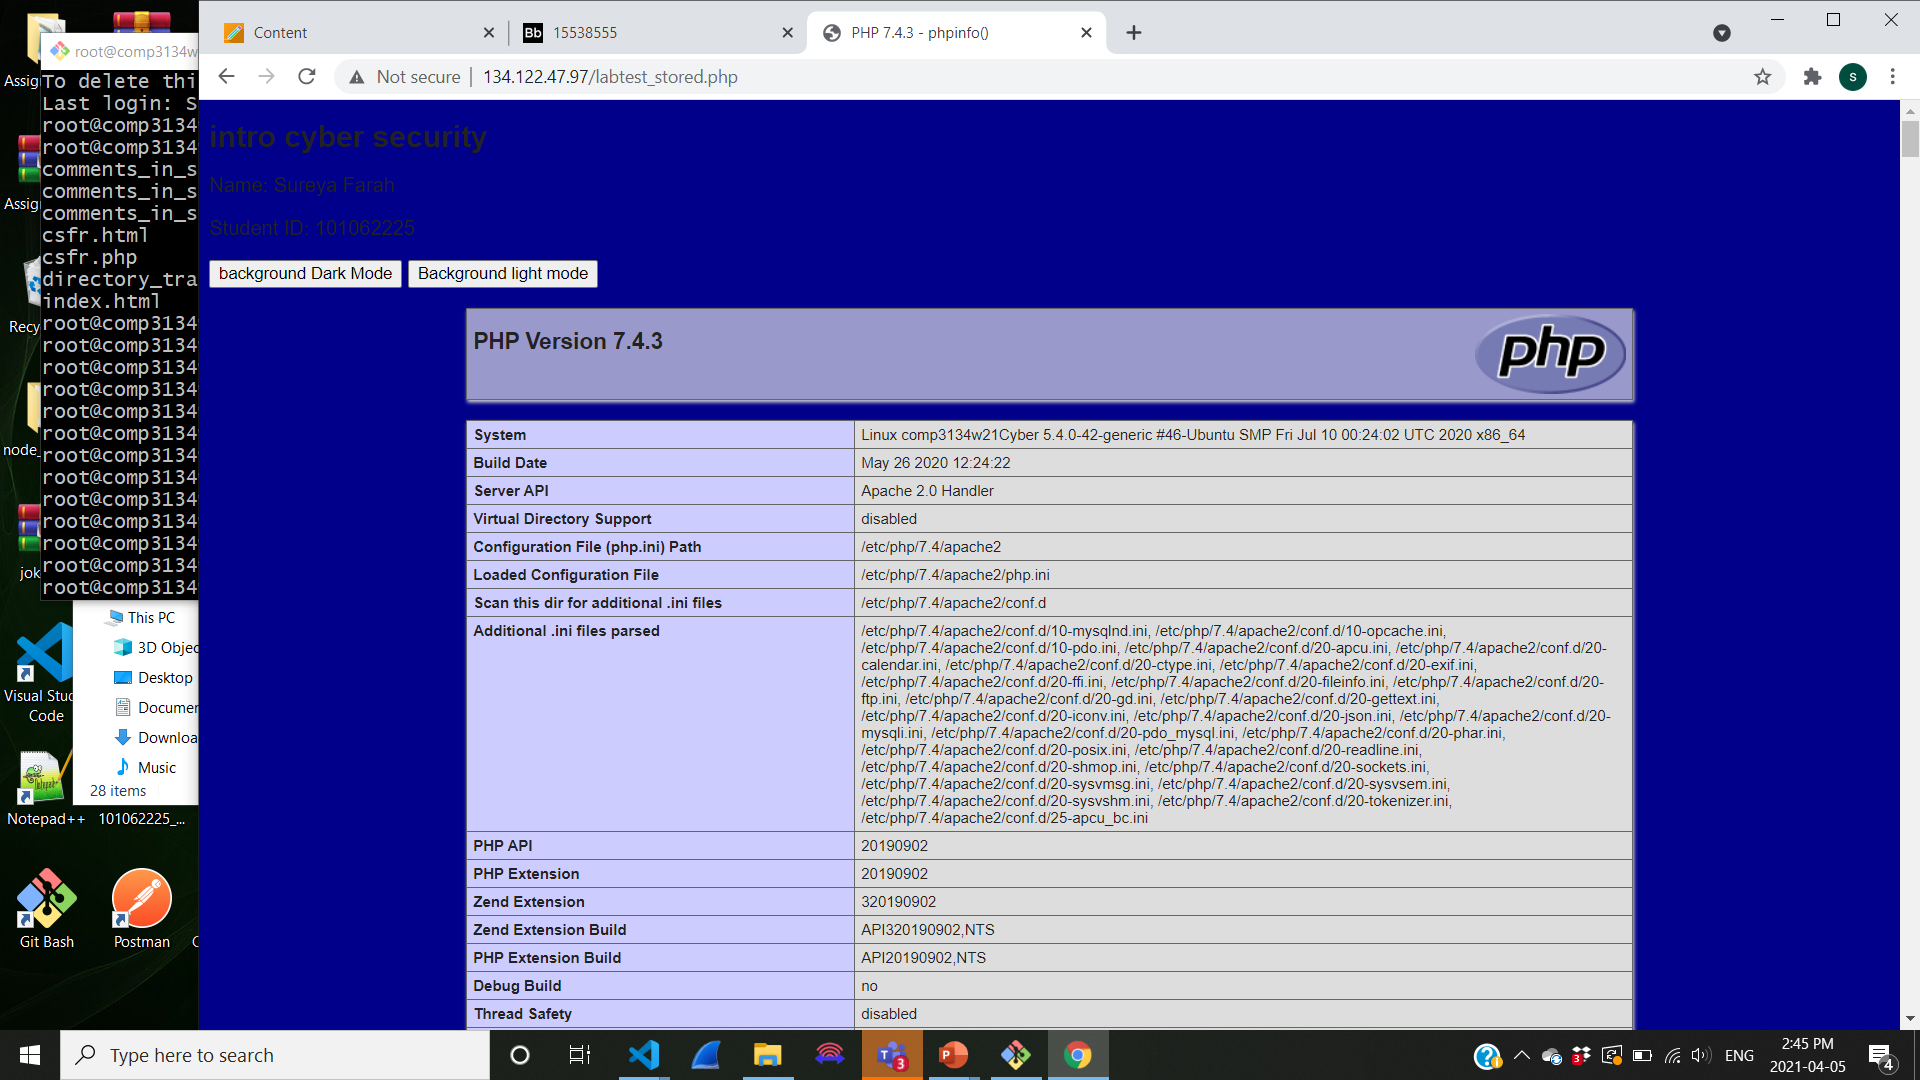 Content
Bb 15538555
PHP 7.4.3 - phpinfo()
Not secure | 134.122.47.97/labtest_stored.php
s
root@comp3134w
To delete thi
Last login: S
root@comp3134
root@comp3134
comments_in_s
comments_in_s
comments_in_s
csfr.html
csfr.php
directory_tra
index.html
root@comp3134
root@comp3134
root@comp3134
root@comp3134
root@comp3134
root@comp3134
root@comp3134
root@comp3134
root@comp3134
root@comp3134
root@comp3134
root@comp3134
root@comp3134
Assig
Assig
Recy
node_
jok
This PC
3D Objec
Desktop
Documen
Downloa
Music
28 items
Visual Stud
Code
Notepad++
101062225_...
Git Bash
Postman
C
intro cyber security
Name: Sureya Farah
Student ID: 101062225
background Dark Mode
Background light mode
PHP Version 7.4.3
php
System Linux comp3134w21Cyber 5.4.0-42-generic #46-Ubuntu SMP Fri Jul 10 00:24:02 UTC 2020 x86_64
Build Date May 26 2020 12:24:22
Server API Apache 2.0 Handler
Virtual Directory Support disabled
Configuration File (php.ini) Path /etc/php/7.4/apache2
Loaded Configuration File /etc/php/7.4/apache2/php.ini
Scan this dir for additional .ini files /etc/php/7.4/apache2/conf.d
Additional .ini files parsed /etc/php/7.4/apache2/conf.d/10-mysqlnd.ini, /etc/php/7.4/apache2/conf.d/10-opcache.ini,
/etc/php/7.4/apache2/conf.d/10-pdo.ini, /etc/php/7.4/apache2/conf.d/20-apcu.ini, /etc/php/7.4/apache2/conf.d/20-
calendar.ini, /etc/php/7.4/apache2/conf.d/20-ctype.ini, /etc/php/7.4/apache2/conf.d/20-exif.ini,
/etc/php/7.4/apache2/conf.d/20-ffi.ini, /etc/php/7.4/apache2/conf.d/20-fileinfo.ini, /etc/php/7.4/apache2/conf.d/20-
ftp.ini, /etc/php/7.4/apache2/conf.d/20-gd.ini, /etc/php/7.4/apache2/conf.d/20-gettext.ini,
/etc/php/7.4/apache2/conf.d/20-iconv.ini, /etc/php/7.4/apache2/conf.d/20-json.ini, /etc/php/7.4/apache2/conf.d/20-
mysqli.ini, /etc/php/7.4/apache2/conf.d/20-pdo_mysql.ini, /etc/php/7.4/apache2/conf.d/20-phar.ini,
/etc/php/7.4/apache2/conf.d/20-posix.ini, /etc/php/7.4/apache2/conf.d/20-readline.ini,
/etc/php/7.4/apache2/conf.d/20-shmop.ini, /etc/php/7.4/apache2/conf.d/20-sockets.ini,
/etc/php/7.4/apache2/conf.d/20-sysvmsg.ini, /etc/php/7.4/apache2/conf.d/20-sysvsem.ini,
/etc/php/7.4/apache2/conf.d/20-sysvshm.ini, /etc/php/7.4/apache2/conf.d/20-tokenizer.ini,
/etc/php/7.4/apache2/conf.d/25-apcu_bc.ini
PHP API 20190902
PHP Extension 20190902
Zend Extension 320190902
Zend Extension Build API320190902,NTS
PHP Extension Build API20190902,NTS
Debug Build no
Thread Safety disabled
Type here to search
3
3
ENG
2:45 PM
2021-04-05
4